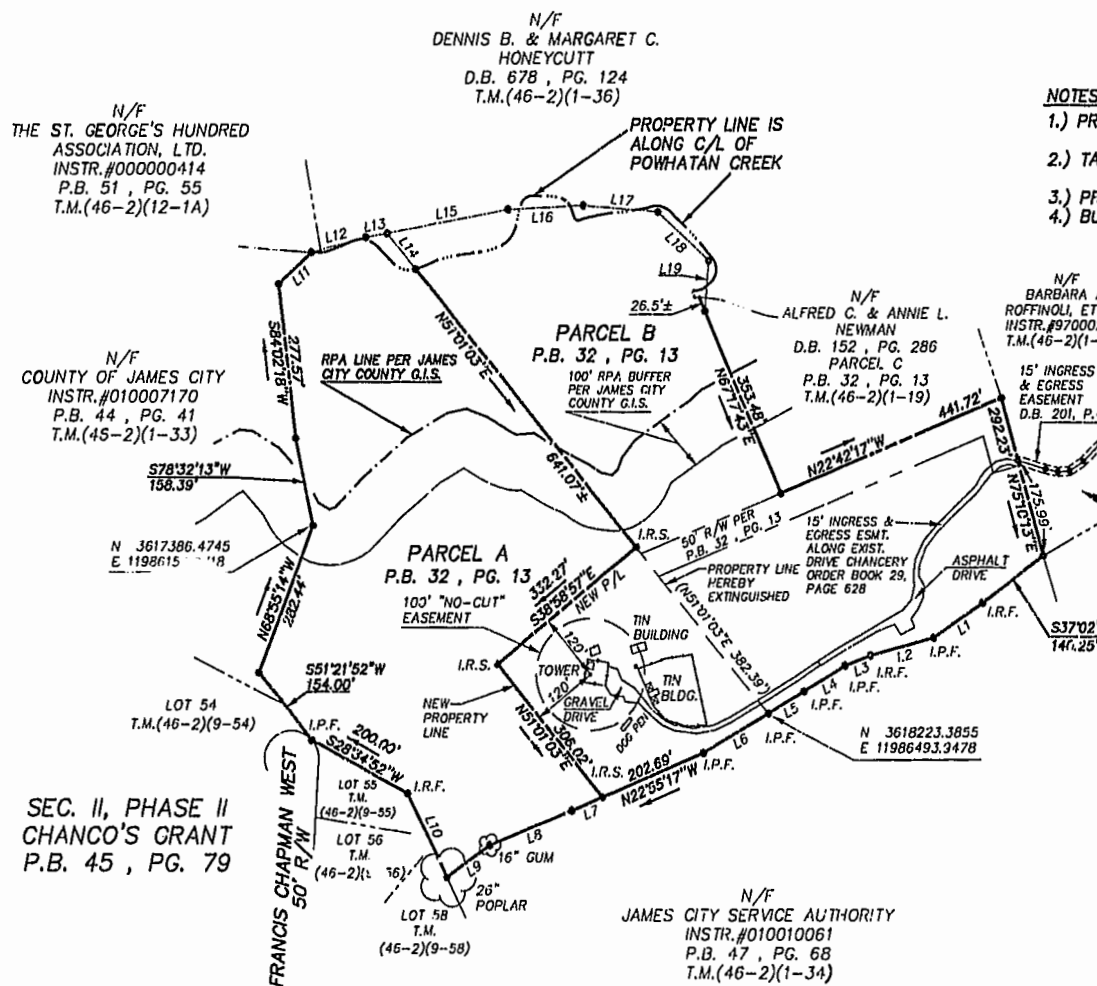 N/F
DENNIS B. & MARGARET C.
HONEYCUTT
D.B. 678 , PG. 124
T.M.(46-2)(1-36)
N/F
THE ST. GEORGE'S HUNDRED
ASSOCIATION, LTD.
INSTR.#000000414
P.B. 51 , PG. 55
T.M.(46-2)(12-1A)
PROPERTY LINE IS
ALONG C/L OF
POWHATAN CREEK
NOTES
1.) PR
2.) TA
3.) PR
4.) BU
L11
L12
L13
L14
L15
L16
L17
L18
L19
26.5'±
S84°02'18"W
277.57'
N51°01'03"E
641.07'±
RPA LINE PER JAMES
CITY COUNTY G.I.S.
PARCEL B
P.B. 32 , PG. 13
100' RPA BUFFER
PER JAMES CITY
COUNTY G.I.S.
353.48'
N67°17'43"E
N/F
ALFRED C. & ANNIE L.
NEWMAN
D.B. 152 , PG. 286
PARCEL C
P.B. 32 , PG. 13
T.M.(46-2)(1-19)
N/F
BARBARA
ROFFINOLI, ET
INSTR.#97000
T.M.(46-2)(1-
15' INGRESS
& EGRESS
EASEMENT
D.B. 201, P.
N/F
COUNTY OF JAMES CITY
INSTR.#010007170
P.B. 44 , PG. 41
T.M.(45-2)(1-33)
S78°32'13"W
158.39'
441.72'
N22°42'17"W
292.23'
N75°10'13"E
175.99'
N 3617386.4745
E 1198615
N68°55'14"W
282.44'
PARCEL A
P.B. 32 , PG. 13
100' "NO-CUT"
EASEMENT
332.27'
S38°58'57"E
NEW P/L
I.R.S.
50' R/W PER
P.B. 32 , PG. 13
PROPERTY LINE
HEREBY
EXTINGUISHED
(N51°01'03"E 382.39')
15' INGRESS &
EGRESS ESMT.
ALONG EXIST.
DRIVE CHANCERY
ORDER BOOK 29,
PAGE 628
ASPHALT
DRIVE
I.R.F.
S37°02'
140.25'
L1
I.P.F.
L2
I.R.F.
L3
I.P.F.
L4
L5
I.P.F.
L6
I.P.F.
TIN
BUILDING
TIN
BLDG.
TOWER
120'
120'
GRAVEL
DRIVE
DOG PEN
I.R.S.
NEW
PROPERTY
LINE
306.02'
N51°01'03"E
I.R.S.
202.69'
N22°55'17"W
N 3618223.3855
E 11986493.9478
S51°21'52"W
154.00'
LOT 54
T.M.(46-2)(9-54)
I.P.F.
200.00'
S28°34'52"W
I.R.F.
LOT 55
T.M.
(46-2)(9-55)
LOT 56
T.M.
L10
L9
L8
L7
16" GUM
26"
POPLAR
LOT 58
T.M.
(46-2)(9-58)
SEC. II, PHASE II
CHANCO'S GRANT
P.B. 45 , PG. 79
FRANCIS CHAPMAN WEST
50' R/W
N/F
JAMES CITY SERVICE AUTHORITY
INSTR.#010010061
P.B. 47 , PG. 68
T.M.(46-2)(1-34)